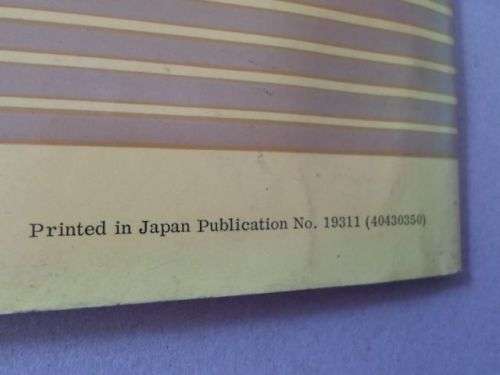 Printed in Japan Publication No. 19311 (40430350)